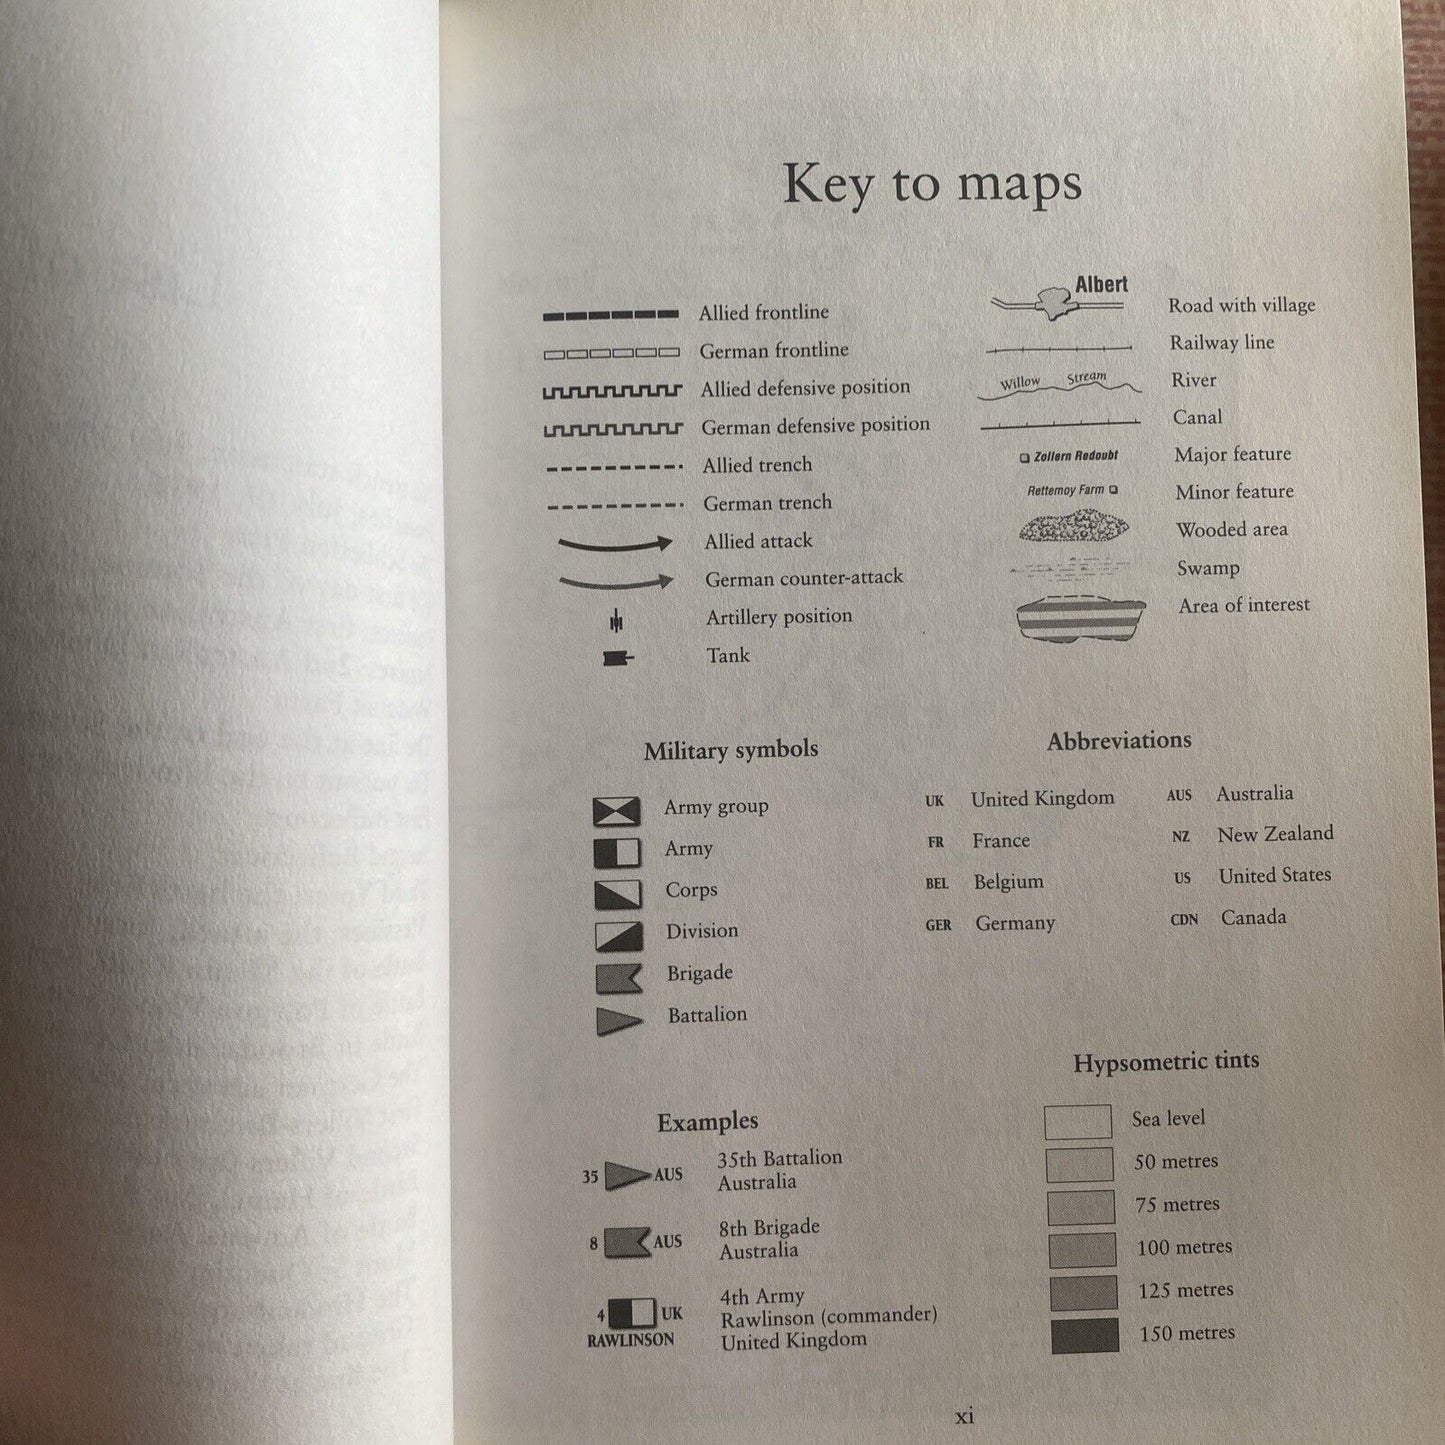 Key to maps
Allied frontline
German frontline
Allied defensive position
German defensive position
Allied trench
German trench
Allied attack
German counter-attack
Artillery position
Tank
Albert
Road with village
Railway line
Willow Stream River
Canal
Zollern Redoubt Major feature
Rettemoy Farm Minor feature
Wooded area
Swamp
Area of interest
Military symbols
Army group
Army
Corps
Division
Brigade
Battalion
Abbreviations
UK United Kingdom
FR France
BEL Belgium
GER Germany
AUS Australia
NZ New Zealand
US United States
CDN Canada
Examples
35 AUS 35th Battalion
Australia
8 AUS 8th Brigade
Australia
4 UK 4th Army
RAWLINSON Rawlinson (commander)
United Kingdom
Hypsometric tints
Sea level
50 metres
75 metres
100 metres
125 metres
150 metres
xi